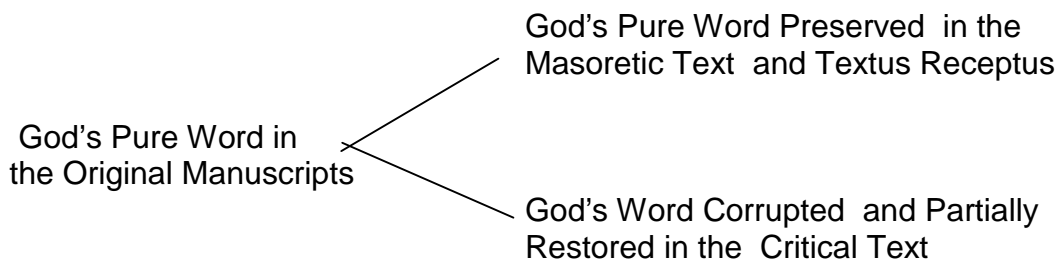 God’s Pure Word Preserved in the
Masoretic Text and Textus Receptus
God’s Pure Word in
the Original Manuscripts
God’s Word Corrupted and Partially
Restored in the Critical Text